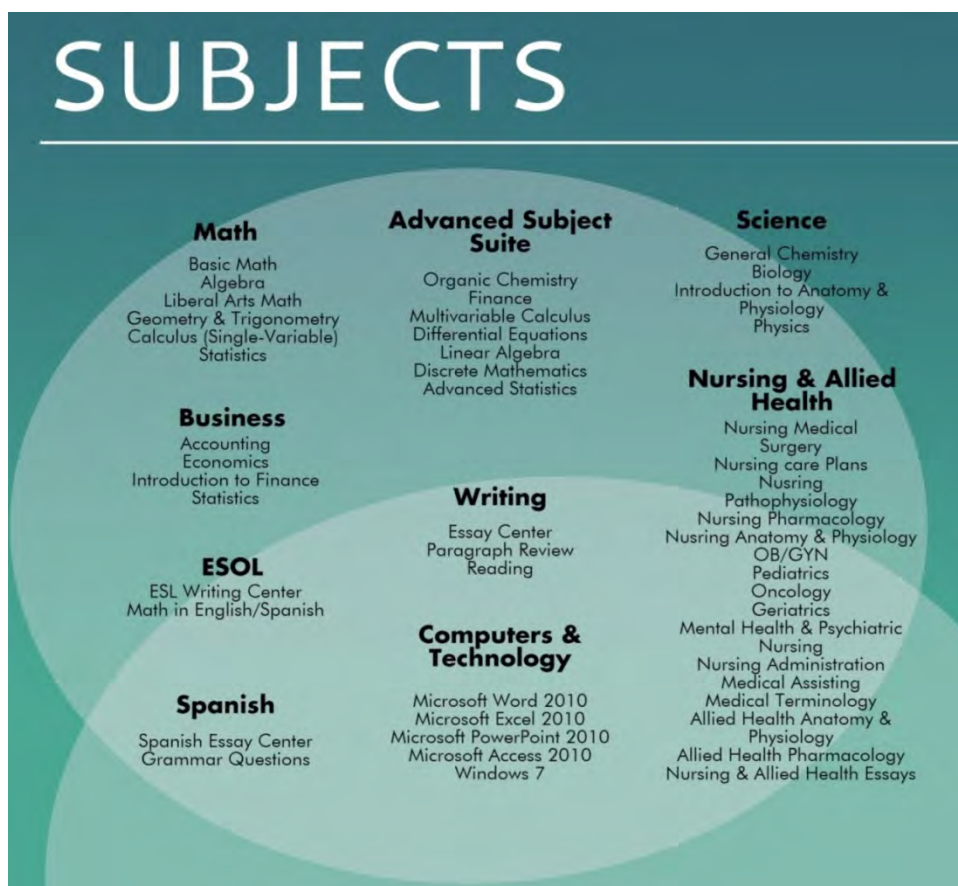 SUBJECTS
Math
Basic Math
Algebra
Liberal Arts Math
Geometry & Trigonometry
Calculus (Single-Variable)
Statistics
Business
Accounting
Economics
Introduction to Finance
Statistics
ESOL
ESL Writing Center
Math in English/Spanish
Spanish
Spanish Essay Center
Grammar Questions
Advanced Subject
Suite
Organic Chemistry
Finance
Multivariable Calculus
Differential Equations
Linear Algebra
Discrete Mathematics
Advanced Statistics
Writing
Essay Center
Paragraph Review
Reading
Computers &
Technology
Microsoft Word 2010
Microsoft Excel 2010
Microsoft PowerPoint 2010
Microsoft Access 2010
Windows 7
Science
General Chemistry
Biology
Introduction to Anatomy &
Physiology
Physics
Nursing & Allied
Health
Nursing Medical
Surgery
Nursing care Plans
Nusring
Pathophysiology
Nursing Pharmacology
Nusring Anatomy & Physiology
OB/GYN
Pediatrics
Oncology
Geriatrics
Mental Health & Psychiatric
Nursing
Nursing Administration
Medical Assisting
Medical Terminology
Allied Health Anatomy &
Physiology
Allied Health Pharmacology
Nursing & Allied Health Essays